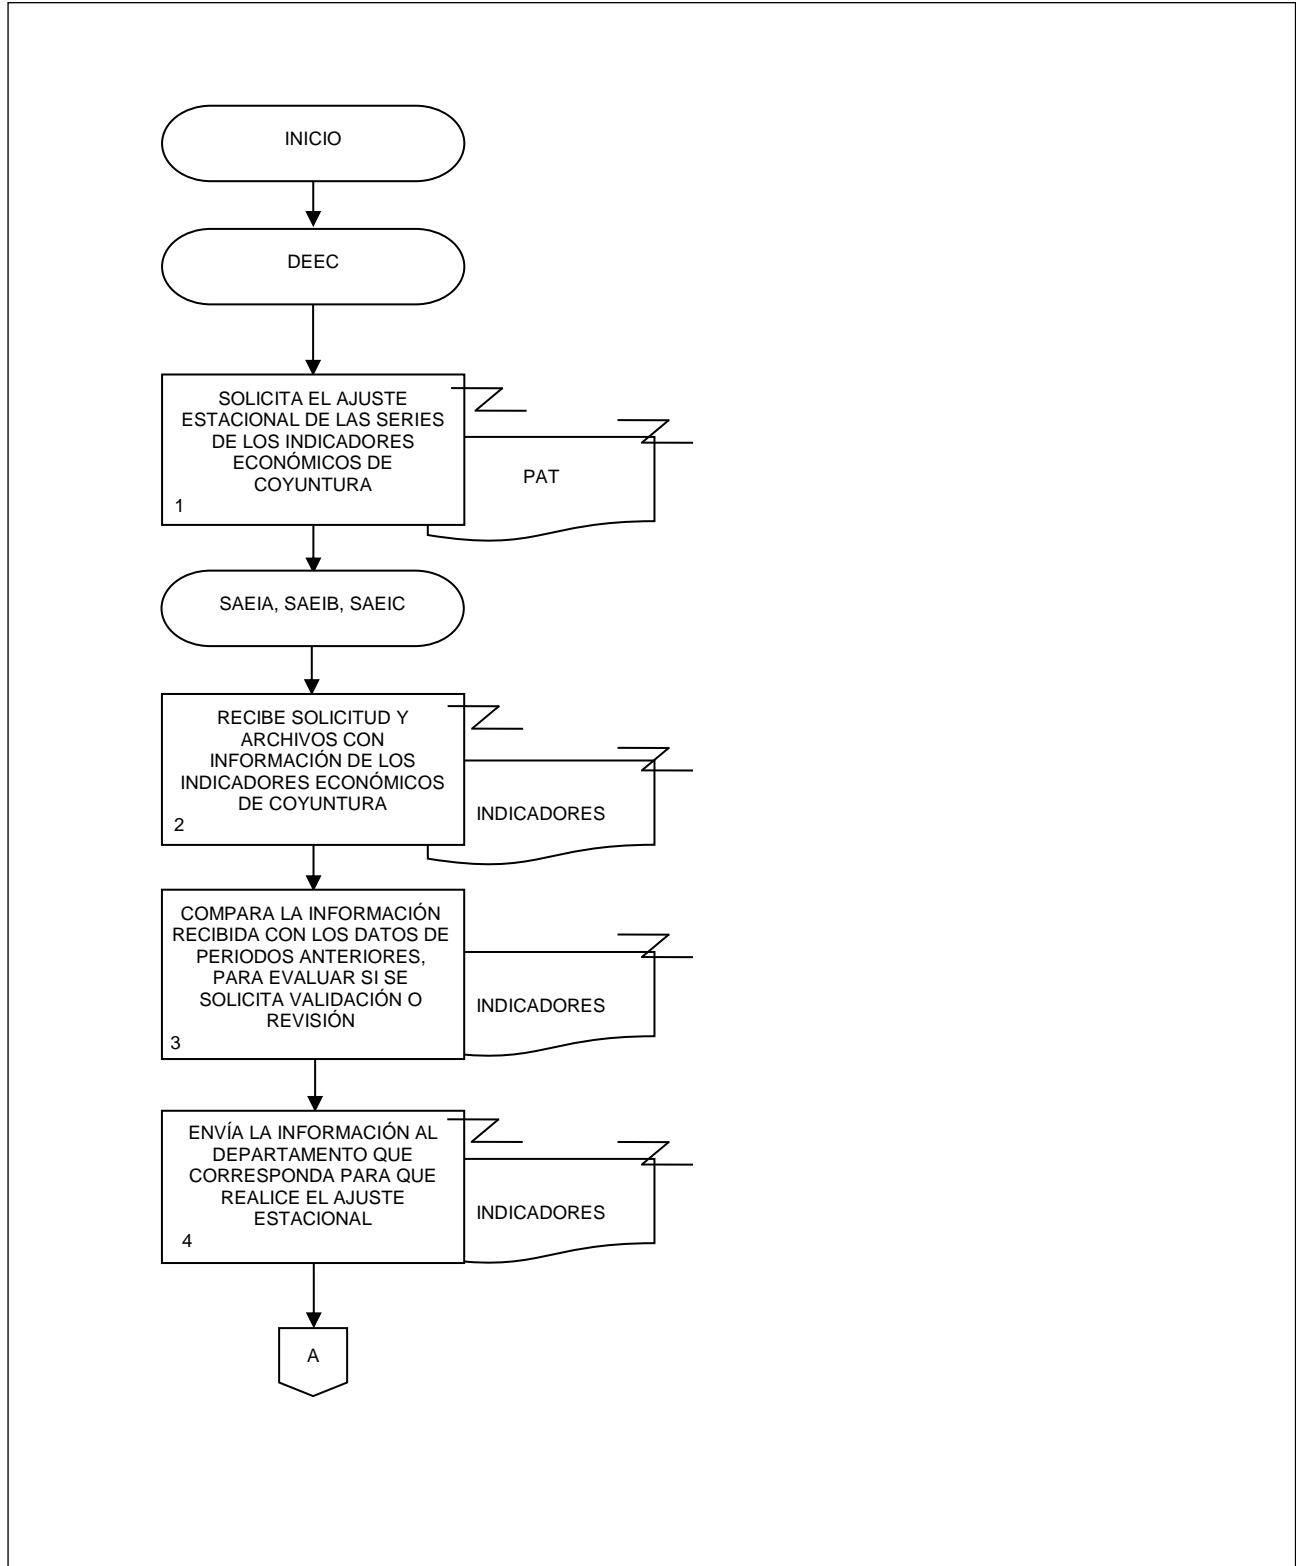 INICIO
DEEC
SOLICITA EL AJUSTE
ESTACIONAL DE LAS SERIES
DE LOS INDICADORES
ECONÓMICOS DE
COYUNTURA
1
PAT
SAEIA, SAEIB, SAEIC
RECIBE SOLICITUD Y
ARCHIVOS CON
INFORMACIÓN DE LOS
INDICADORES ECONÓMICOS
DE COYUNTURA
2
INDICADORES
COMPARA LA INFORMACIÓN
RECIBIDA CON LOS DATOS DE
PERIODOS ANTERIORES,
PARA EVALUAR SI SE
SOLICITA VALIDACIÓN O
REVISIÓN
3
INDICADORES
ENVÍA LA INFORMACIÓN AL
DEPARTAMENTO QUE
CORRESPONDA PARA QUE
REALICE EL AJUSTE
ESTACIONAL
4
INDICADORES
A